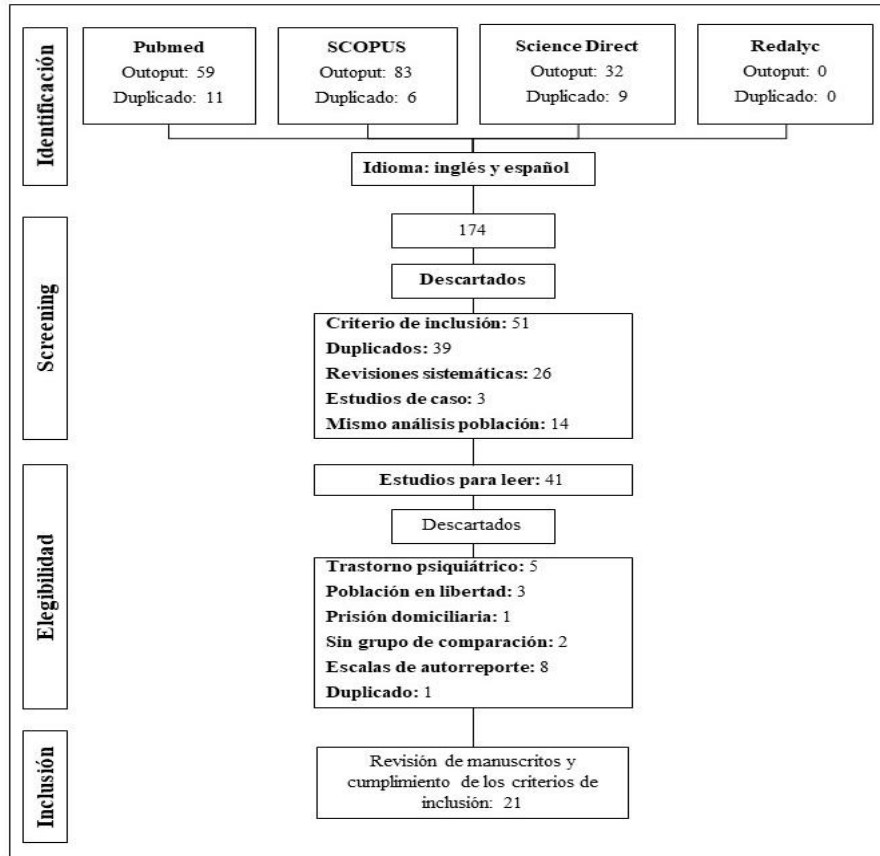 Identificación
Pubmed
Outoput: 59
Duplicado: 11
SCOPUS
Outoput: 83
Duplicado: 6
Science Direct
Outoput: 32
Duplicado: 9
Redalyc
Outoput: 0
Duplicado: 0
Idioma: inglés y español
Screening
174
Descartados
Criterio de inclusión: 51
Duplicados: 39
Revisiones sistemáticas: 26
Estudios de caso: 3
Mismo análisis población: 14
Elegibilidad
Estudios para leer: 41
Descartados
Trastorno psiquiátrico: 5
Población en libertad: 3
Prisión domiciliaria: 1
Sin grupo de comparación: 2
Escalas de autorreporte: 8
Duplicado: 1
Inclusión
Revisión de manuscritos y
cumplimiento de los criterios de
inclusión: 21